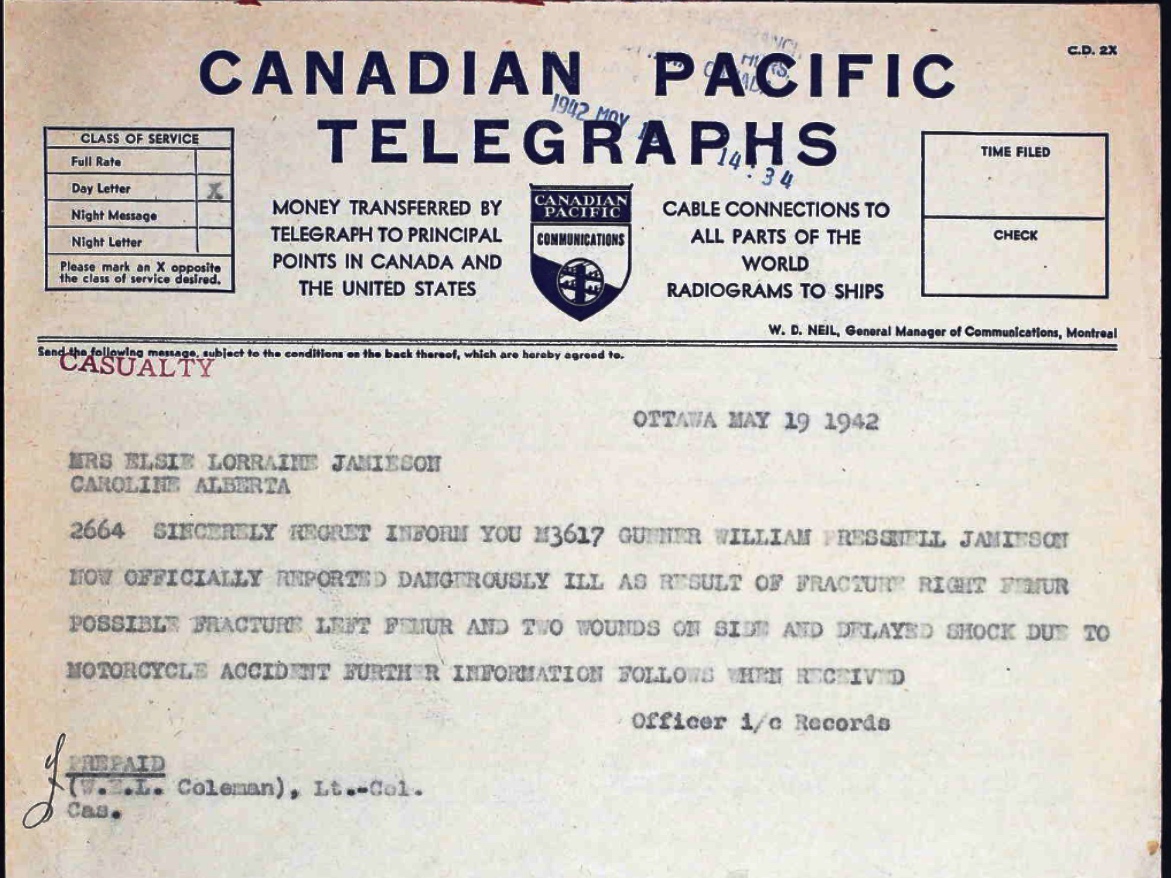 C.D. 2X
CANADIAN PACIFIC
TELEGRAPHS
1942 MAY
14:34
CLASS OF SERVICE
Full Rate
Day Letter X
Night Message
Night Letter
Please mark an X opposite
the class of service desired.
MONEY TRANSFERRED BY
TELEGRAPH TO PRINCIPAL
POINTS IN CANADA AND
THE UNITED STATES
CANADIAN
PACIFIC
COMMUNICATIONS
CABLE CONNECTIONS TO
ALL PARTS OF THE
WORLD
RADIOGRAMS TO SHIPS
TIME FILED
CHECK
W. D. NEIL, General Manager of Communications, Montreal
Send the following message, subject to the conditions on the back thereof, which are hereby agreed to.
CASUALTY
OTTAWA MAY 19 1942
MRS ELSIE LORRAINE JAMIESON
CAROLINE ALBERTA
2664 SINCERELY REGRET INFORM YOU M3617 GUNNER WILLIAM JAMIESON
NOW OFFICIALLY REPORTED DANGEROUSLY ILL AS RESULT OF FRACTURE RIGHT FEMUR
POSSIBLE FRACTURE LEFT FEMUR AND TWO WOUNDS ON SIDE AND DELAYED SHOCK DUE TO
MOTORCYCLE ACCIDENT FURTHER INFORMATION FOLLOWS WHEN RECEIVED
Officer i/c Records
PREPAID
Coleman), Lt.-Col.
Cas.